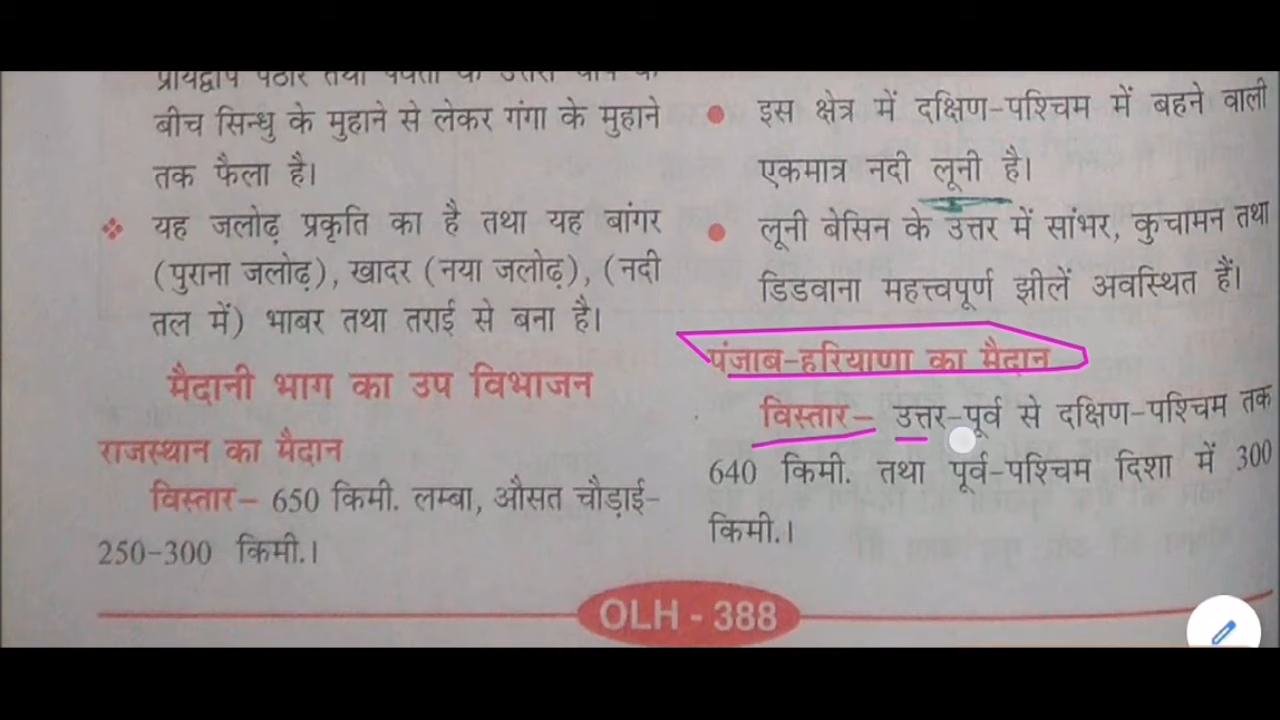 बीच सिन्धु के मुहाने से लेकर गंगा के मुहाने
तक फैला है।
❖ यह जलोढ़ प्रकृति का है तथा यह बांगर
(पुराना जलोढ़), खादर (नया जलोढ़), (नदी
तल में) भाबर तथा तराई से बना है।
मैदानी भाग का उप विभाजन
राजस्थान का मैदान
विस्तार– 650 किमी. लम्बा, औसत चौड़ाई–
250-300 किमी.।
● इस क्षेत्र में दक्षिण-पश्चिम में बहने वाली
एकमात्र नदी लूनी है।
● लूनी बेसिन के उत्तर में सांभर, कुचामन तथा
डिडवाना महत्त्वपूर्ण झीलें अवस्थित हैं।
पंजाब-हरियाणा का मैदान
विस्तार– उत्तर-पूर्व से दक्षिण-पश्चिम तक
640 किमी. तथा पूर्व-पश्चिम दिशा में 300
किमी.।
OLH - 388